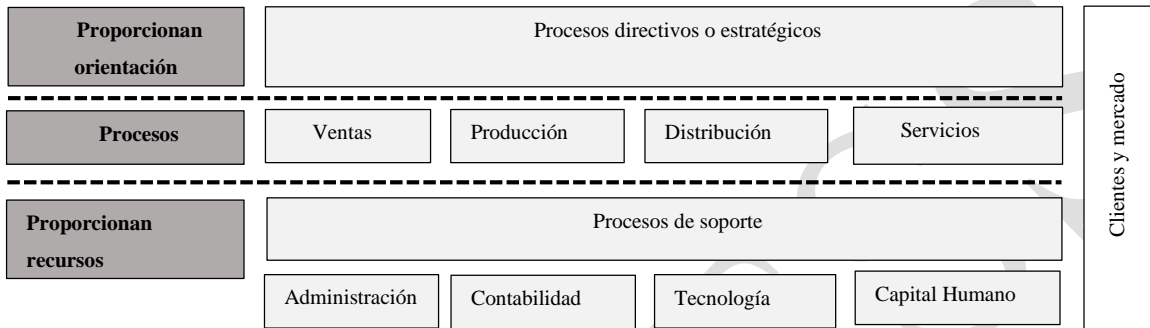 Proporcionan
orientación
Procesos directivos o estratégicos
Procesos
Ventas
Producción
Distribución
Servicios
Proporcionan
recursos
Procesos de soporte
Administración
Contabilidad
Tecnología
Capital Humano
Clientes y mercado